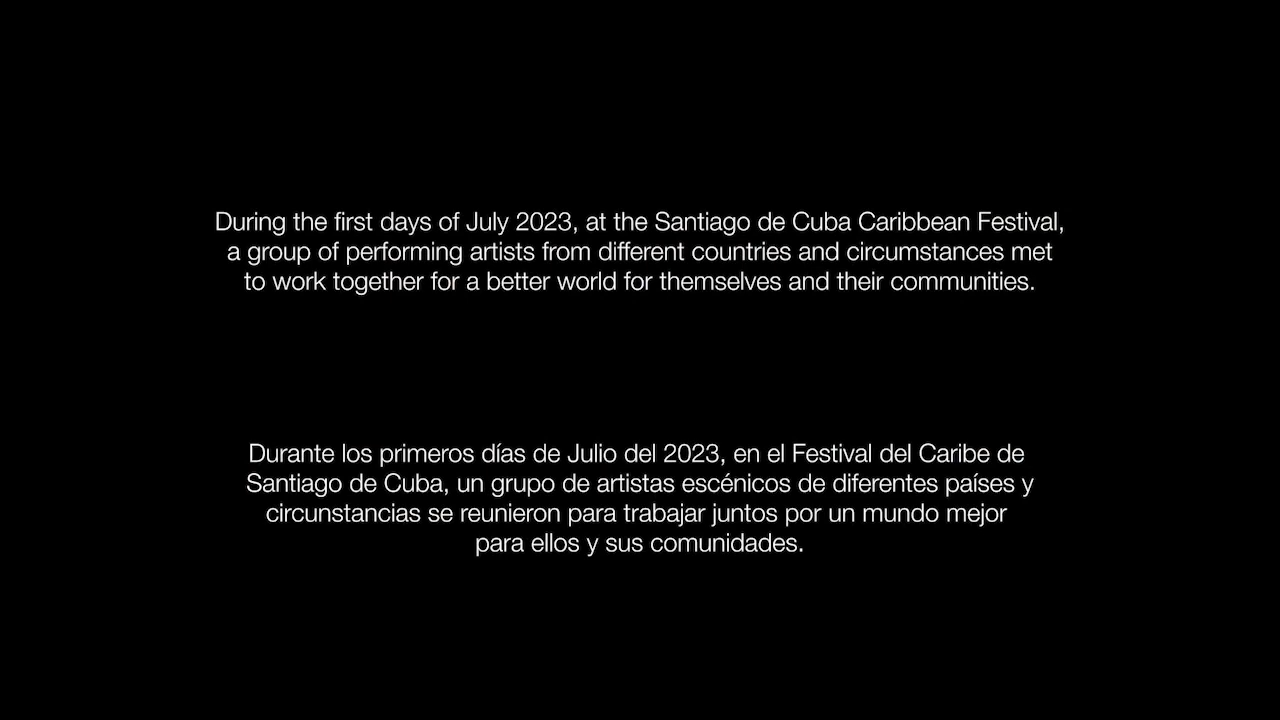 During the first days of July 2023, at the Santiago de Cuba Caribbean Festival,
a group of performing artists from different countries and circumstances met
to work together for a better world for themselves and their communities.
Durante los primeros días de Julio del 2023, en el Festival del Caribe de
Santiago de Cuba, un grupo de artistas escénicos de diferentes países y
circunstancias se reunieron para trabajar juntos por un mundo mejor
para ellos y sus comunidades.